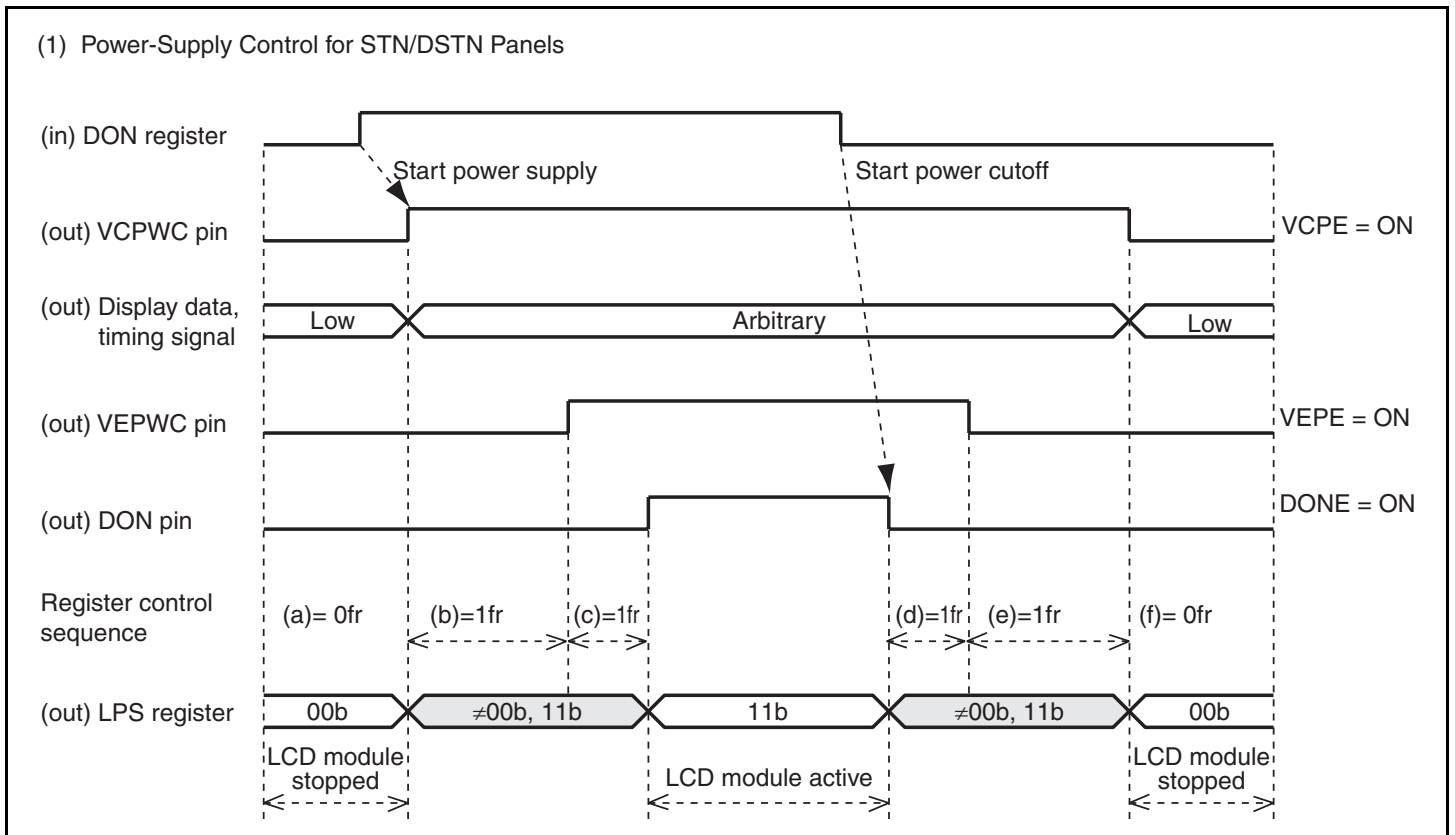 (1) Power-Supply Control for STN/DSTN Panels
(in) DON register
Start power supply
Start power cutoff
(out) VCPWC pin
VCPE = ON
(out) Display data,
timing signal
Low
Arbitrary
Low
(out) VEPWC pin
VEPE = ON
(out) DON pin
DONE = ON
Register control
sequence
(a)= 0fr
(b)=1fr
(c)=1fr
(d)=1fr
(e)=1fr
(f)= 0fr
(out) LPS register
00b
≠00b, 11b
11b
≠00b, 11b
00b
LCD module
stopped
LCD module active
LCD module
stopped